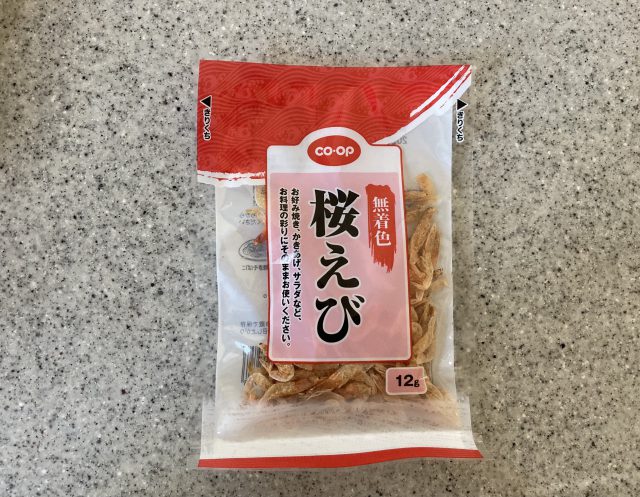 きりくち
きりくち
CO·OP
無着色
桜えび
お好み焼き、かきあげ、サラダなど、
お料理の彩りにそのままお使いください。
12g